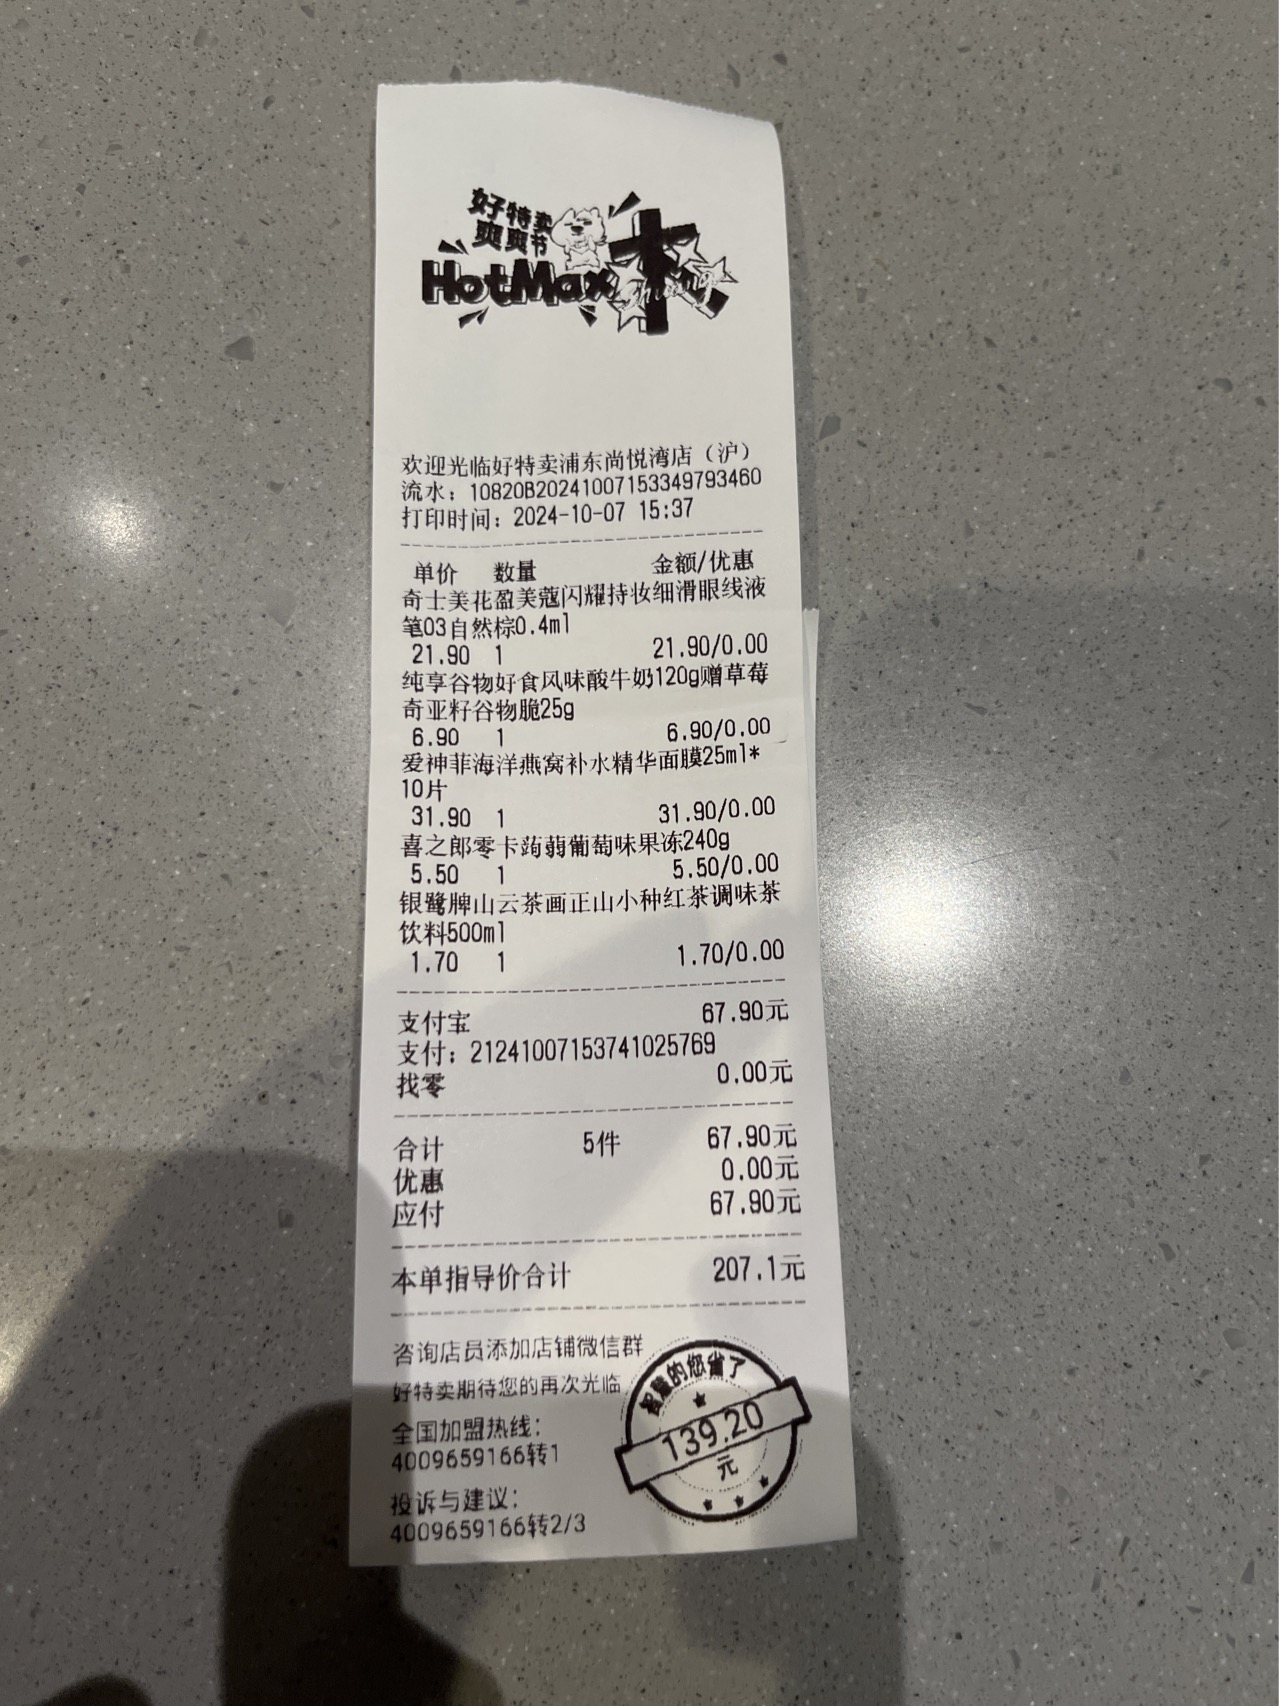 好特卖
爽爽节
HotMax
欢迎光临好特卖浦东尚悦湾店（沪）
流水：10820B20241007153349793460
打印时间：2024-10-07 15:37
单价 数量 金额/优惠
奇士美花盈美蔻闪耀持妆细滑眼线液
笔03自然棕0.4ml
21.90 1 21.90/0.00
纯享谷物好食风味酸牛奶120g赠草莓
奇亚籽谷物脆25g
6.90 1 6.90/0.00
爱神菲海洋燕窝补水精华面膜25ml*
10片
31.90 1 31.90/0.00
喜之郎零卡蒟蒻葡萄味果冻240g
5.50 1 5.50/0.00
银鹭牌山云茶画正山小种红茶调味茶
饮料500ml
1.70 1 1.70/0.00
支付宝 67.90元
支付：21241007153741025769
找零 0.00元
合计 5件 67.90元
优惠 0.00元
应付 67.90元
本单指导价合计 207.1元
咨询店员添加店铺微信群
好特卖期待您的再次光临
全国加盟热线：
4009659166转1
投诉与建议：
4009659166转2/3
智慧的您省了
139.20
元